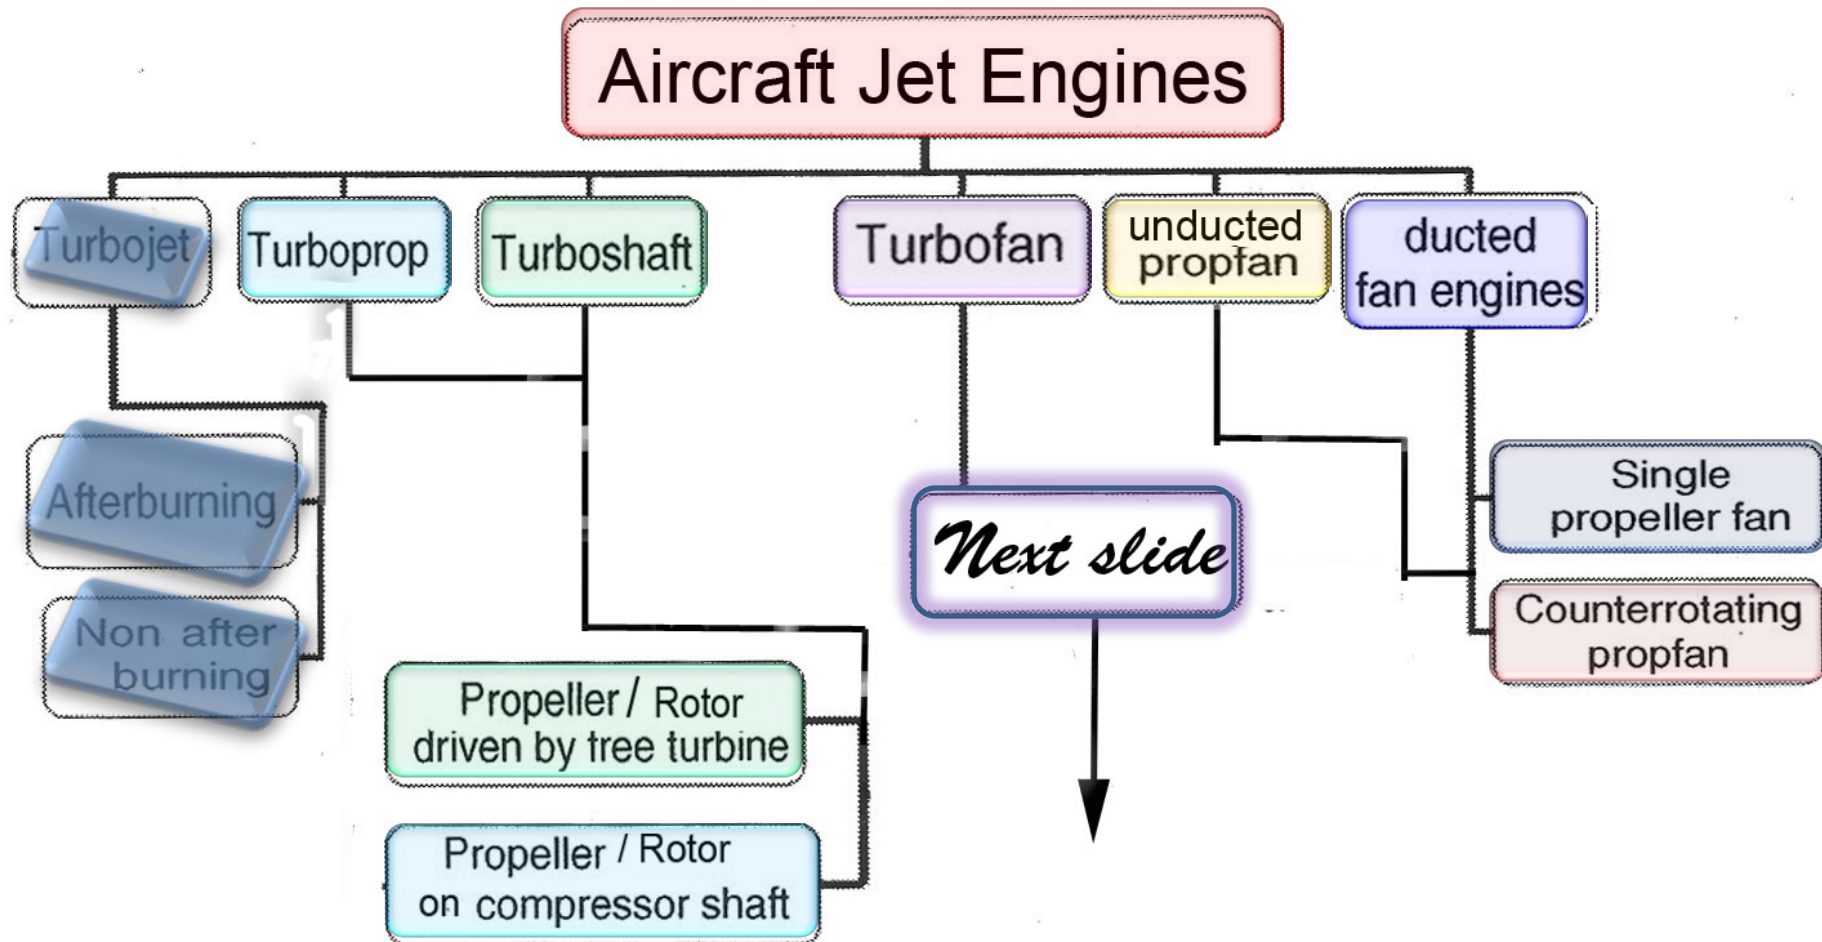 Aircraft Jet Engines
Turbojet
Turboprop
Turboshaft
Turbofan
unducted
propfan
ducted
fan engines
Afterburning
Non after
burning
Next slide
Single
propeller fan
Counterrotating
propfan
Propeller / Rotor
driven by free turbine
Propeller / Rotor
on compressor shaft